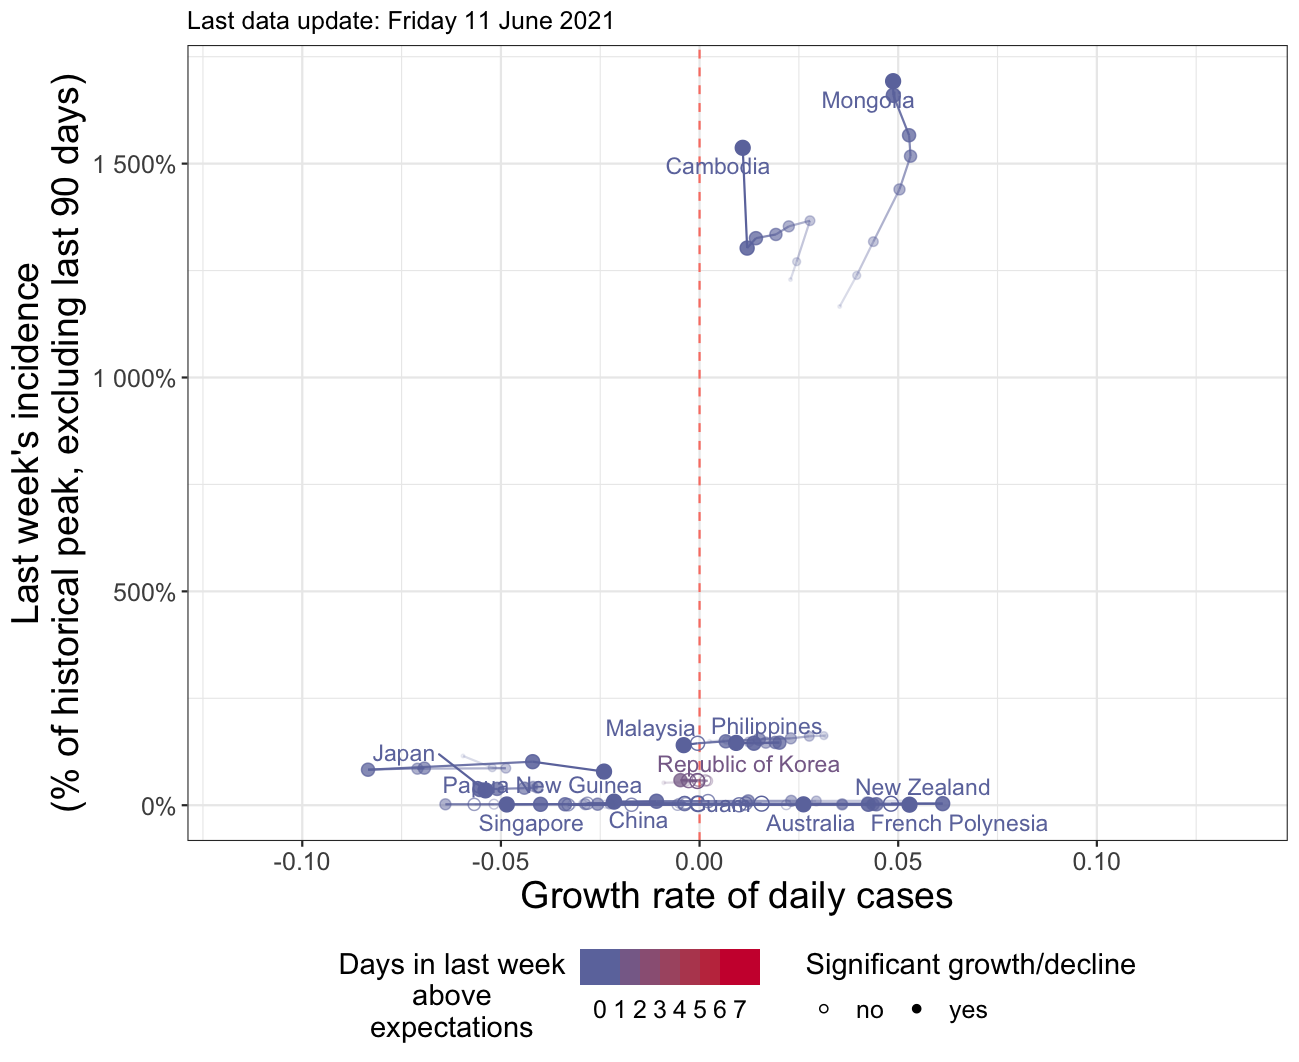 Last data update: Friday 11 June 2021
Last week's incidence
(% of historical peak, excluding last 90 days)
1 500%
1 000%
500%
0%
Mongolia
Cambodia
Malaysia
Philippines
Japan
Republic of Korea
Papua New Guinea
New Zealand
Guam
Singapore
China
Australia
French Polynesia
-0.10
-0.05
0.00
0.05
0.10
Growth rate of daily cases
Days in last week
above
expectations
0 1 2 3 4 5 6 7
Significant growth/decline
no
yes